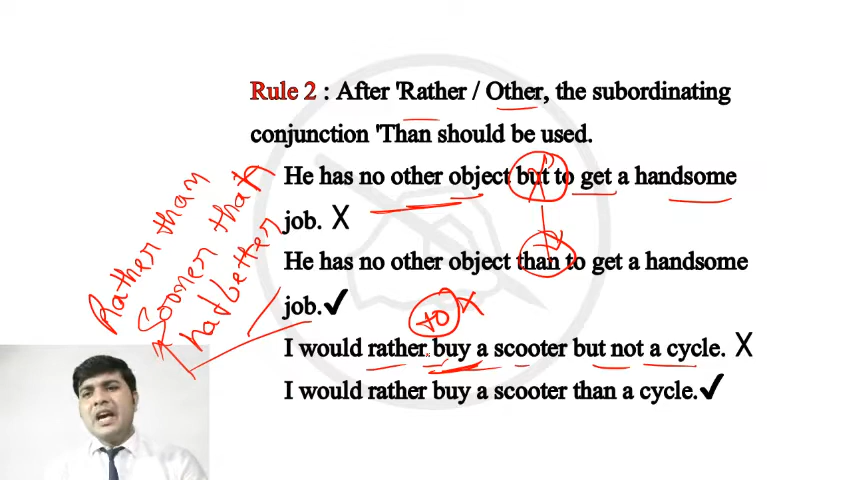 Rule 2 : After 'Rather / Other, the subordinating
conjunction 'Than should be used.
He has no other object but to get a handsome
job. X
He has no other object than to get a handsome
job. ✔
to X
I would rather buy a scooter but not a cycle. X
I would rather buy a scooter than a cycle. ✔
Rather than
Sooner than
had better